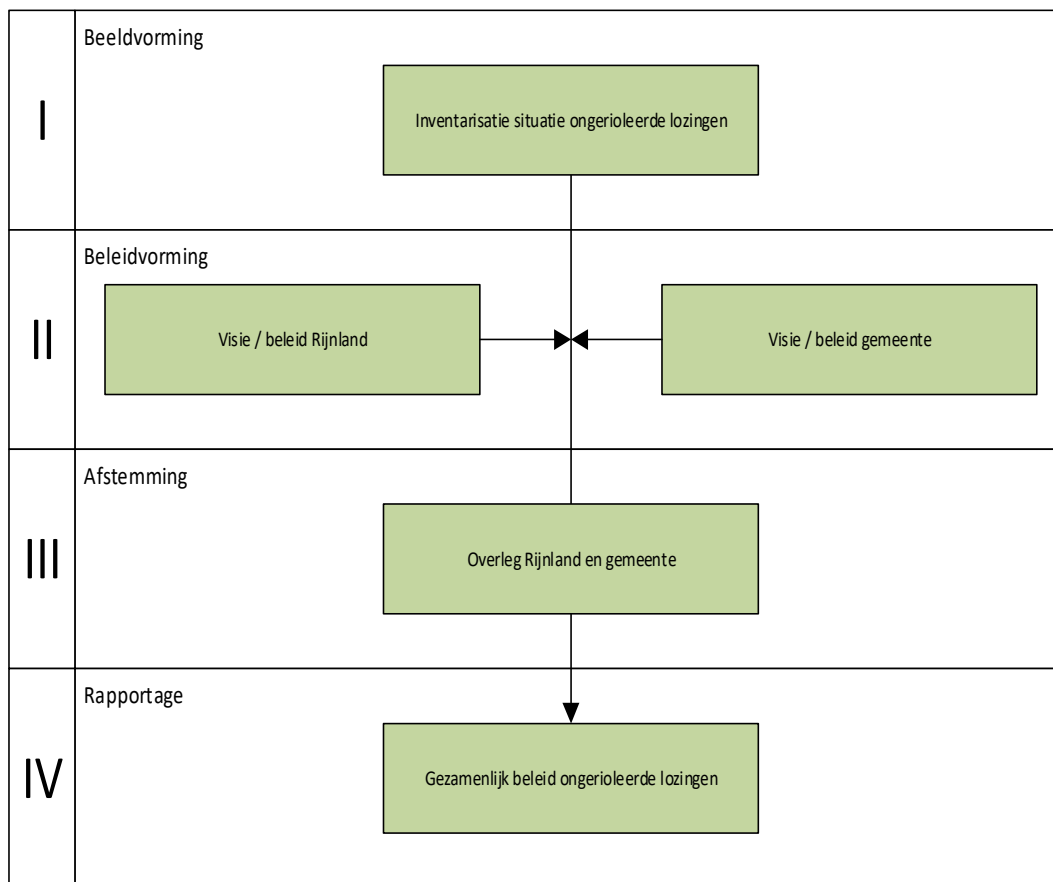 Beeldvorming
I
Inventarisatie situatie ongerioleerde lozingen
Beleidvorming
II
Visie / beleid Rijnland
Visie / beleid gemeente
Afstemming
III
Overleg Rijnland en gemeente
Rapportage
IV
Gezamenlijk beleid ongerioleerde lozingen